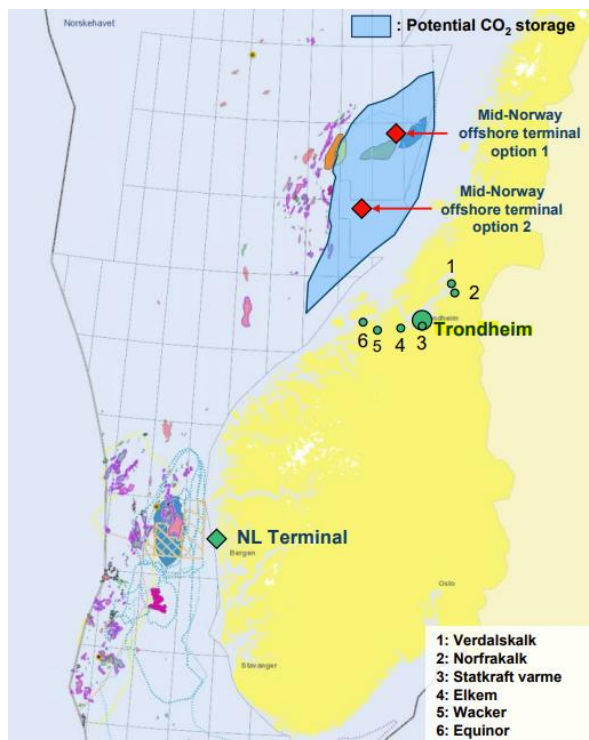 Norskehavet
: Potential CO₂ storage
Mid-Norway
offshore terminal
option 1
Mid-Norway
offshore terminal
option 2
1
2
ndheim
Trondheim
6
5
4
3
NL Terminal
Bergen
Oslo
Stavanger
1: Verdalskalk
2: Norfrakalk
3: Statkraft varme
4: Elkem
5: Wacker
6: Equinor